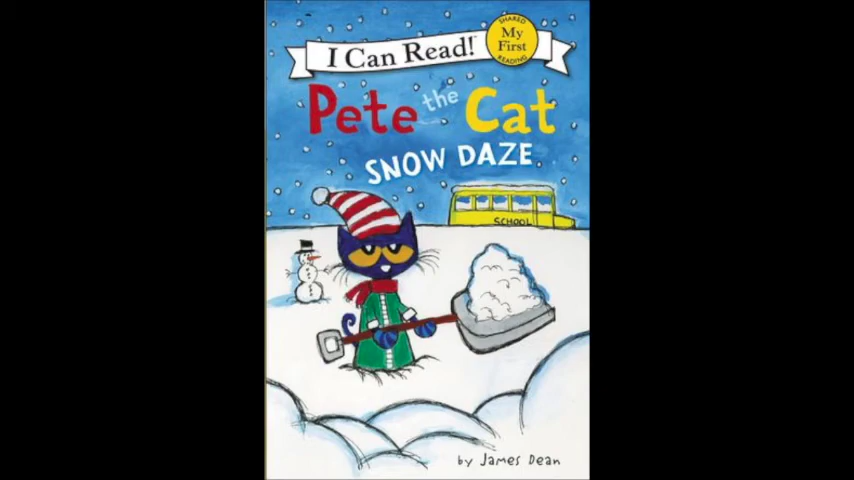 I Can Read!
SHARED
My
First
READING
Pete the Cat
SNOW DAZE
SCHOOL
by James Dean